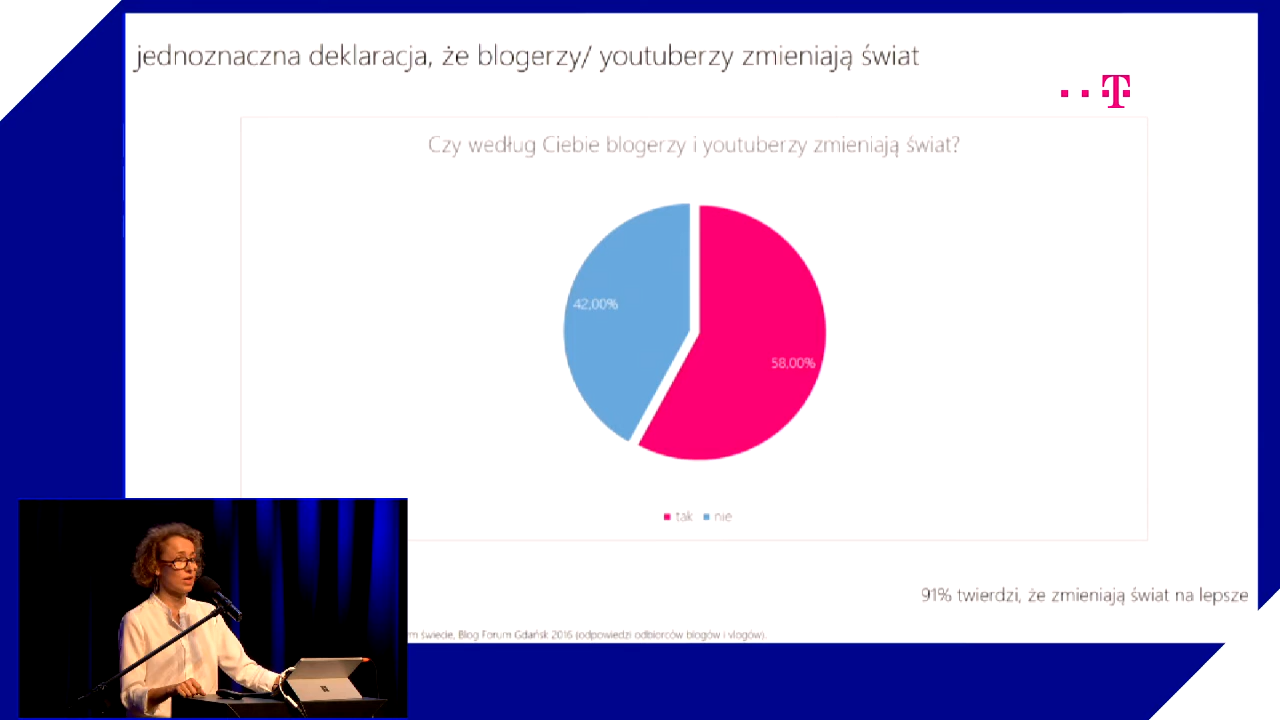 jednoznaczna deklaracja, że blogerzy/ youtuberzy zmieniają świat
T
Czy według Ciebie blogerzy i youtuberzy zmieniają świat?
42,00%
58,00%
tak nie
91% twierdzi, że zmieniają świat na lepsze
m świecie, Blog Forum Gdańsk 2016 (odpowiedzi odbiorców blogów i vlogów).